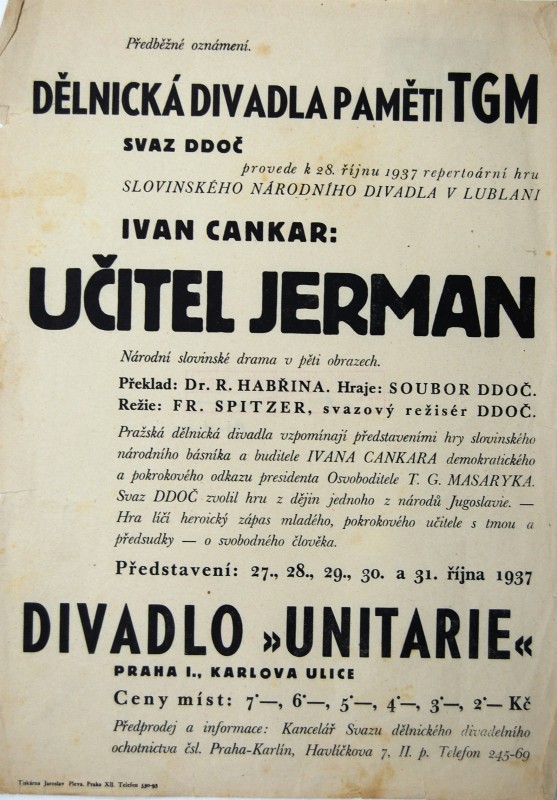 Předběžné oznámení.
DĚLNICKÁ DIVADLA PAMĚTI TGM
SVAZ DDOČ
provede k 28. říjnu 1937 repertoární hru
SLOVINSKÉHO NÁRODNÍHO DIVADLA V LUBLANI
IVAN CANKAR:
UČITEL JERMAN
Národní slovinské drama v pěti obrazech.
Překlad: Dr. R. HABŘINA. Hraje: SOUBOR DDOČ.
Režie: FR. SPITZER, svazový režisér DDOČ.
Pražská dělnická divadla vzpomínají představeními hry slovinského
národního básníka a buditele IVANA CANKARA demokratického
a pokrokového odkazu presidenta Osvoboditele T. G. MASARYKA.
Svaz DDOČ zvolil hru z dějin jednoho z národů Jugoslavie. —
Hra líčí heroický zápas mladého, pokrokového učitele s tmou a
předsudky — o svobodného člověka.
Představení: 27., 28., 29., 30. a 31. října 1937
DIVADLO »UNITARIE«
PRAHA I., KARLOVA ULICE
Ceny míst: 7·—, 6·—, 5·—, 4·—, 3·—, 2·— Kč
Předprodej a informace: Kancelář Svazu dělnického divadelního
ochotnictva čsl. Praha-Karlín, Havlíčkova 7, II. p. Telefon 245-69
Tiskárna Jaroslav Pleva, Praha XII. Telefon